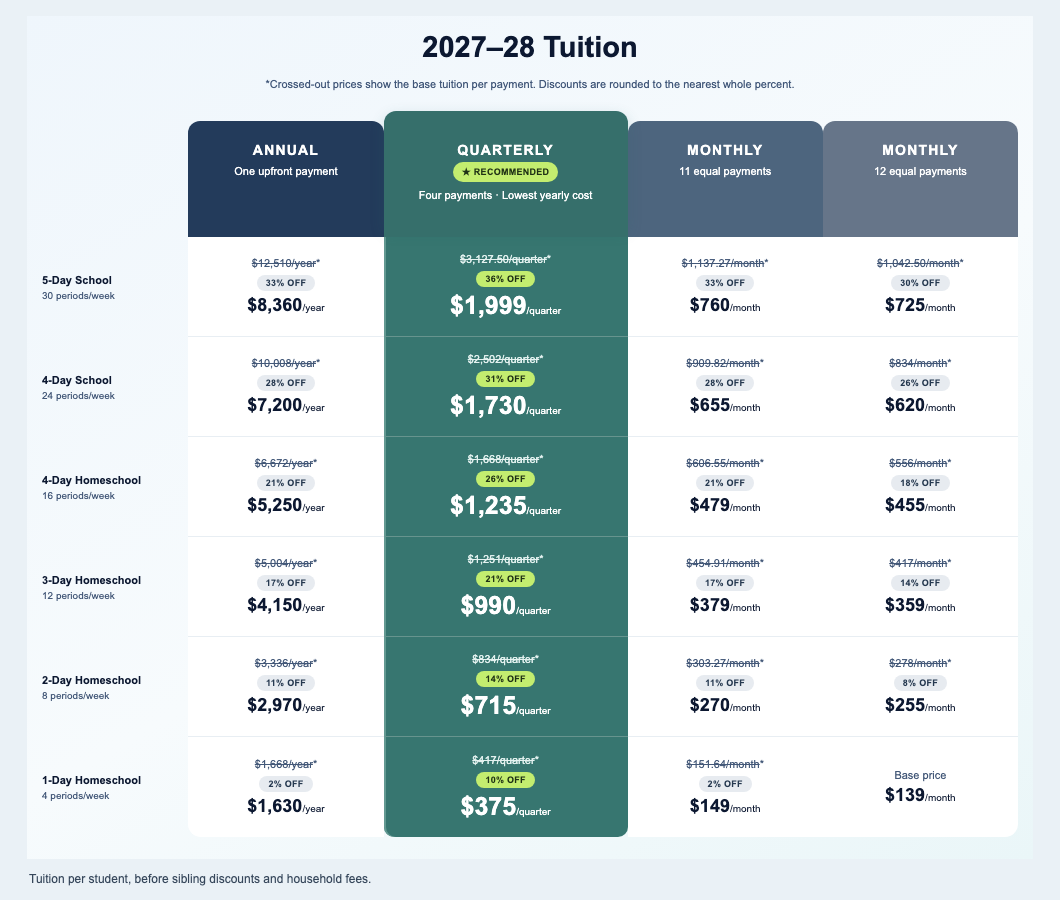 2027–28 Tuition
*Crossed-out prices show the base tuition per payment. Discounts are rounded to the nearest whole percent.
ANNUAL
One upfront payment
QUARTERLY
★ RECOMMENDED
Four payments · Lowest yearly cost
MONTHLY
11 equal payments
MONTHLY
12 equal payments
5-Day School
30 periods/week
$12,510/year*
33% OFF
$8,360/year
$3,127.50/quarter*
36% OFF
$1,999/quarter
$1,137.27/month*
33% OFF
$760/month
$1,042.50/month*
30% OFF
$725/month
4-Day School
24 periods/week
$10,008/year*
28% OFF
$7,200/year
$2,502/quarter*
31% OFF
$1,730/quarter
$909.82/month*
28% OFF
$655/month
$834/month*
26% OFF
$620/month
4-Day Homeschool
16 periods/week
$6,672/year*
21% OFF
$5,250/year
$1,668/quarter*
26% OFF
$1,235/quarter
$606.55/month*
21% OFF
$479/month
$556/month*
18% OFF
$455/month
3-Day Homeschool
12 periods/week
$5,004/year*
17% OFF
$4,150/year
$1,251/quarter*
21% OFF
$990/quarter
$454.91/month*
17% OFF
$379/month
$417/month*
14% OFF
$359/month
2-Day Homeschool
8 periods/week
$3,336/year*
11% OFF
$2,970/year
$834/quarter*
14% OFF
$715/quarter
$303.27/month*
11% OFF
$270/month
$278/month*
8% OFF
$255/month
1-Day Homeschool
4 periods/week
$1,668/year*
2% OFF
$1,630/year
$417/quarter*
10% OFF
$375/quarter
$151.64/month*
2% OFF
$149/month
Base price
$139/month
Tuition per student, before sibling discounts and household fees.